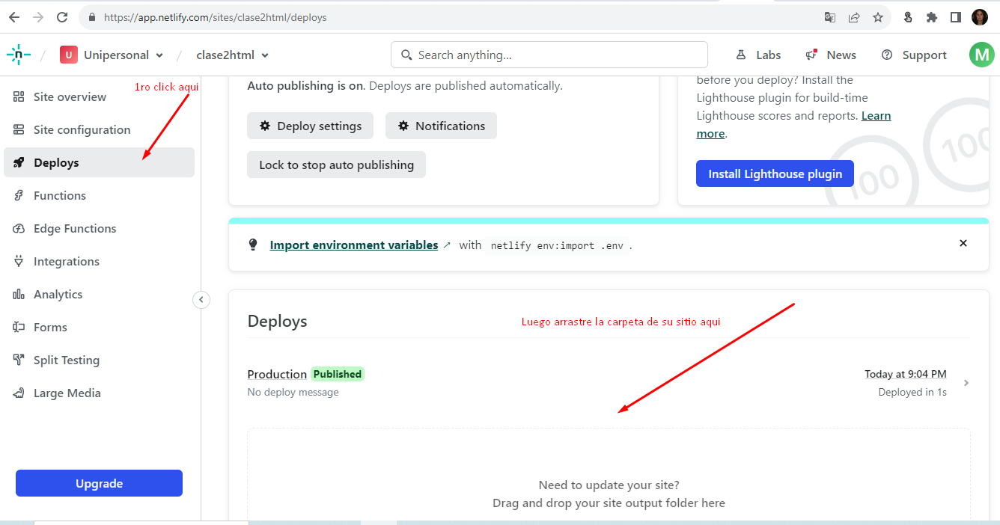 https://app.netlify.com/sites/clase2html/deploys
n / U Unipersonal / clase2html
Search anything...
Labs News Support M
1ro click aqui
Site overview
Site configuration
Deploys
Functions
Edge Functions
Integrations
Analytics
Forms
Split Testing
Large Media
Upgrade
Auto publishing is on. Deploys are published automatically.
Deploy settings Notifications
Lock to stop auto publishing
before you deploy? Install the
Lighthouse plugin for build-time
Lighthouse scores and reports. Learn
more.
Install Lighthouse plugin
100
100
Import environment variables with netlify env:import .env .
Deploys
Luego arrastre la carpeta de su sitio aqui
Production Published
Today at 9:04 PM
No deploy message
Deployed in 1s
Need to update your site?
Drag and drop your site output folder here